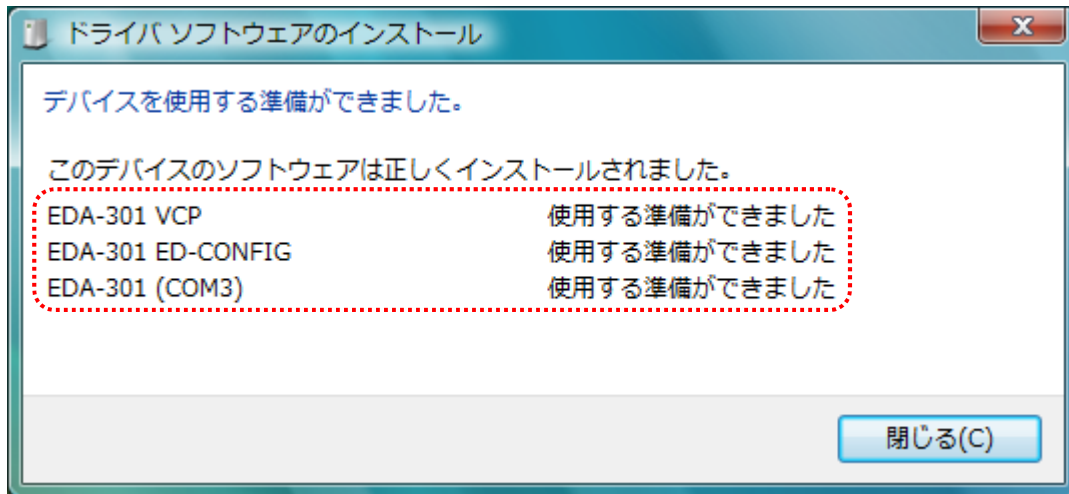 ドライバ ソフトウェアのインストール
デバイスを使用する準備ができました。
このデバイスのソフトウェアは正しくインストールされました。
EDA-301 VCP 使用する準備ができました
EDA-301 ED-CONFIG 使用する準備ができました
EDA-301 (COM3) 使用する準備ができました
閉じる(C)